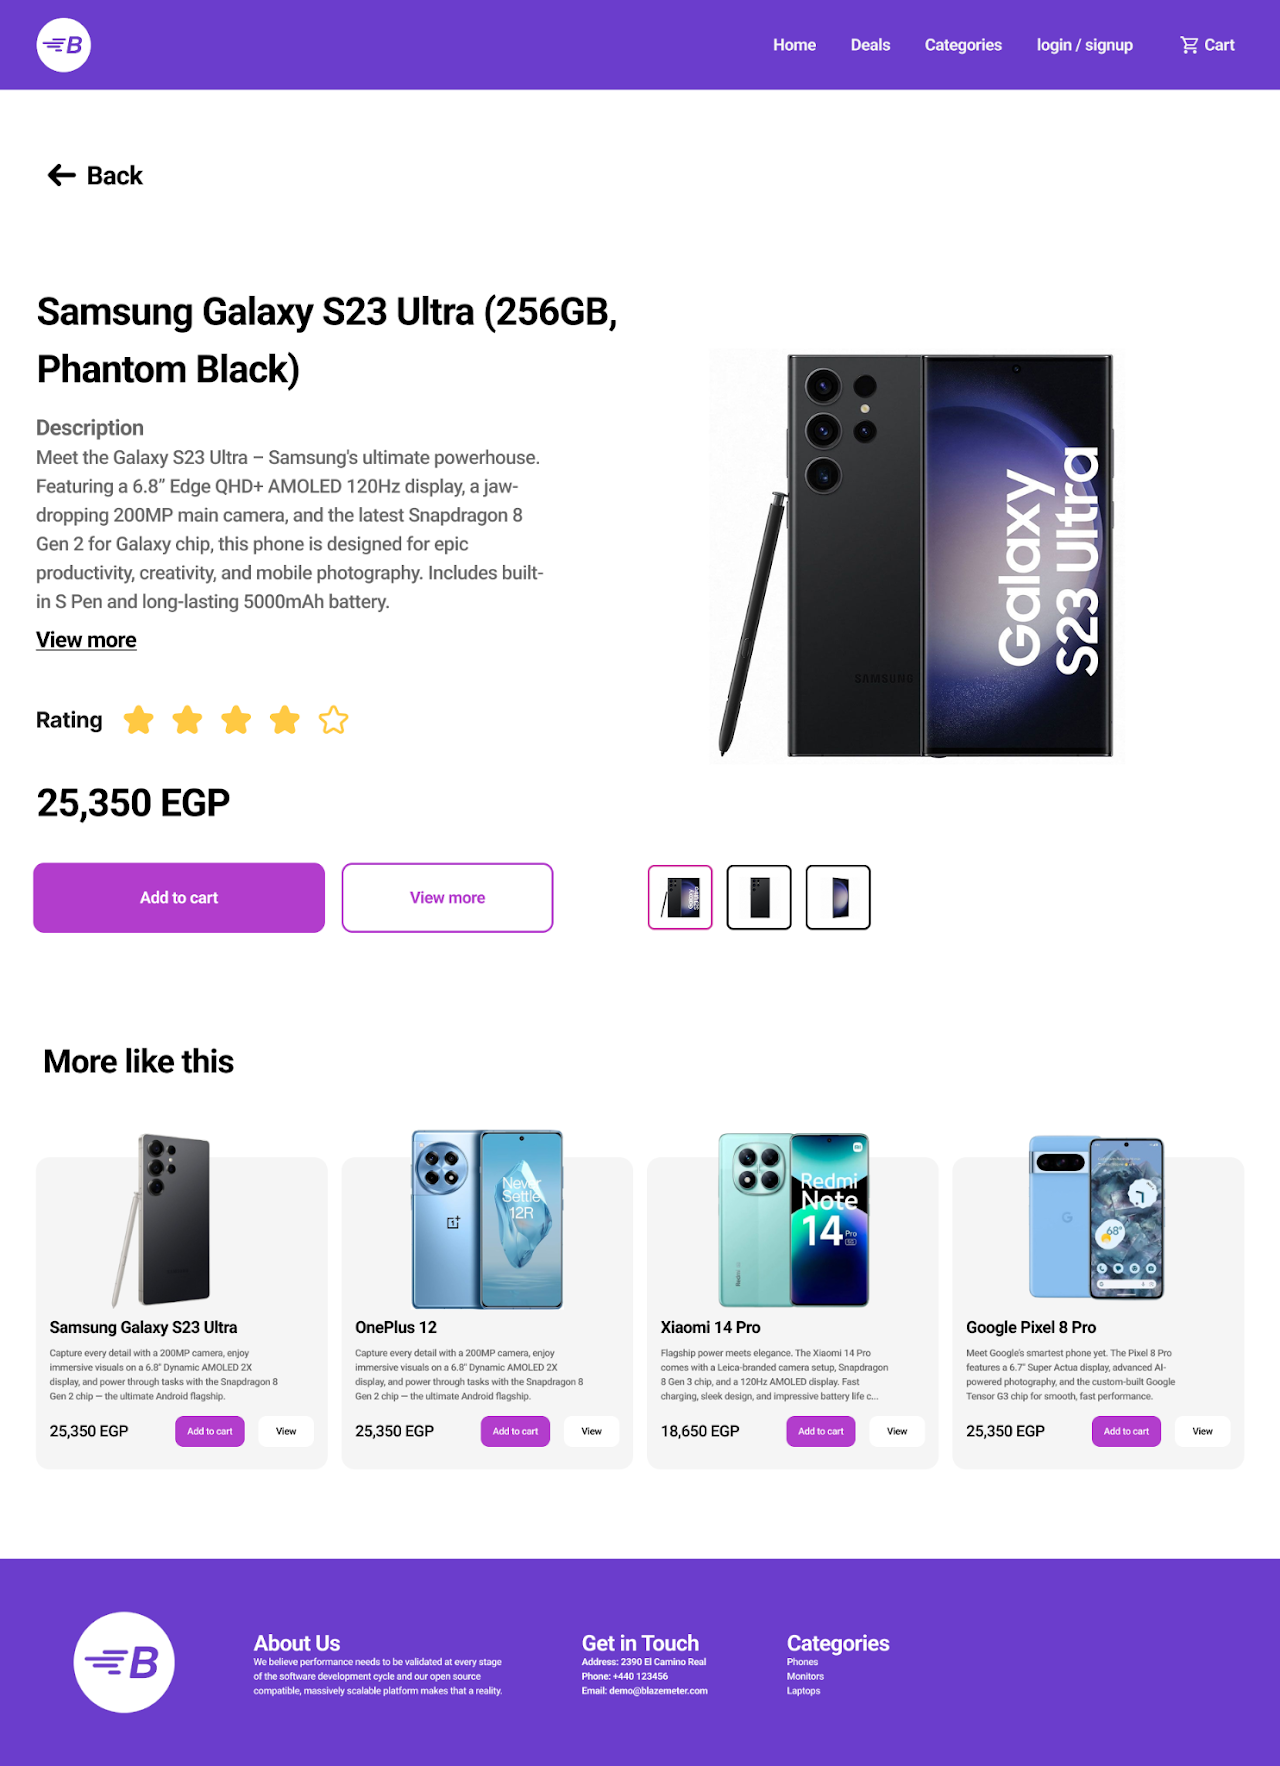 B
Home
Deals
Categories
login / signup
Cart
Back
Samsung Galaxy S23 Ultra (256GB,
Phantom Black)
Description
Meet the Galaxy S23 Ultra – Samsung's ultimate powerhouse.
Featuring a 6.8” Edge QHD+ AMOLED 120Hz display, a jaw-
dropping 200MP main camera, and the latest Snapdragon 8
Gen 2 for Galaxy chip, this phone is designed for epic
productivity, creativity, and mobile photography. Includes built-
in S Pen and long-lasting 5000mAh battery.
View more
Rating
25,350 EGP
Add to cart
View more
SAMSUNG
Galaxy
S23 Ultra
More like this
Samsung Galaxy S23 Ultra
Capture every detail with a 200MP camera, enjoy
immersive visuals on a 6.8" Dynamic AMOLED 2X
display, and power through tasks with the Snapdragon 8
Gen 2 chip — the ultimate Android flagship.
25,350 EGP
Add to cart
View
Never
Settle
12R
OnePlus 12
Capture every detail with a 200MP camera, enjoy
immersive visuals on a 6.8" Dynamic AMOLED 2X
display, and power through tasks with the Snapdragon 8
Gen 2 chip — the ultimate Android flagship.
25,350 EGP
Add to cart
View
Redmi
Note
14 Pro
Xiaomi 14 Pro
Flagship power meets elegance. The Xiaomi 14 Pro
comes with a Leica-branded camera setup, Snapdragon
8 Gen 3 chip, and a 120Hz AMOLED display. Fast
charging, sleek design, and impressive battery life c...
18,650 EGP
Add to cart
View
68°
Google Pixel 8 Pro
Meet Google's smartest phone yet. The Pixel 8 Pro
features a 6.7" Super Actua display, advanced AI-
powered photography, and the custom-built Google
Tensor G3 chip for smooth, fast performance.
25,350 EGP
Add to cart
View
B
About Us
We believe performance needs to be validated at every stage
of the software development cycle and our open source
compatible, massively scalable platform makes that a reality.
Get in Touch
Address: 2390 El Camino Real
Phone: +440 123456
Email: demo@blazemeter.com
Categories
Phones
Monitors
Laptops